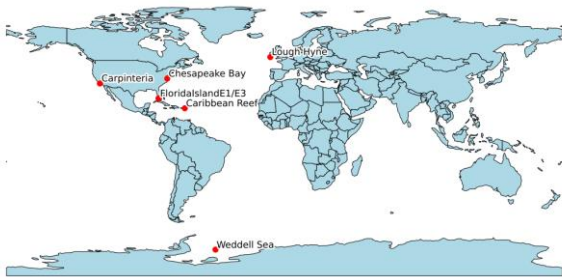 Lough Hyne
Chesapeake Bay
Carpinteria
FloridaIslandE1/E3
Caribbean Reef
Weddell Sea